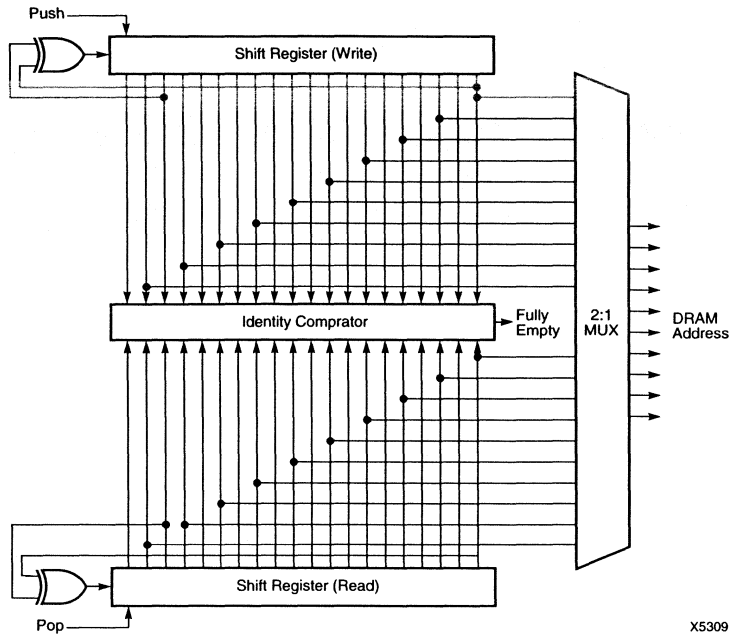 Push
Shift Register (Write)
Identity Comprator
Fully
Empty
2:1
MUX
DRAM
Address
Shift Register (Read)
Pop
X5309